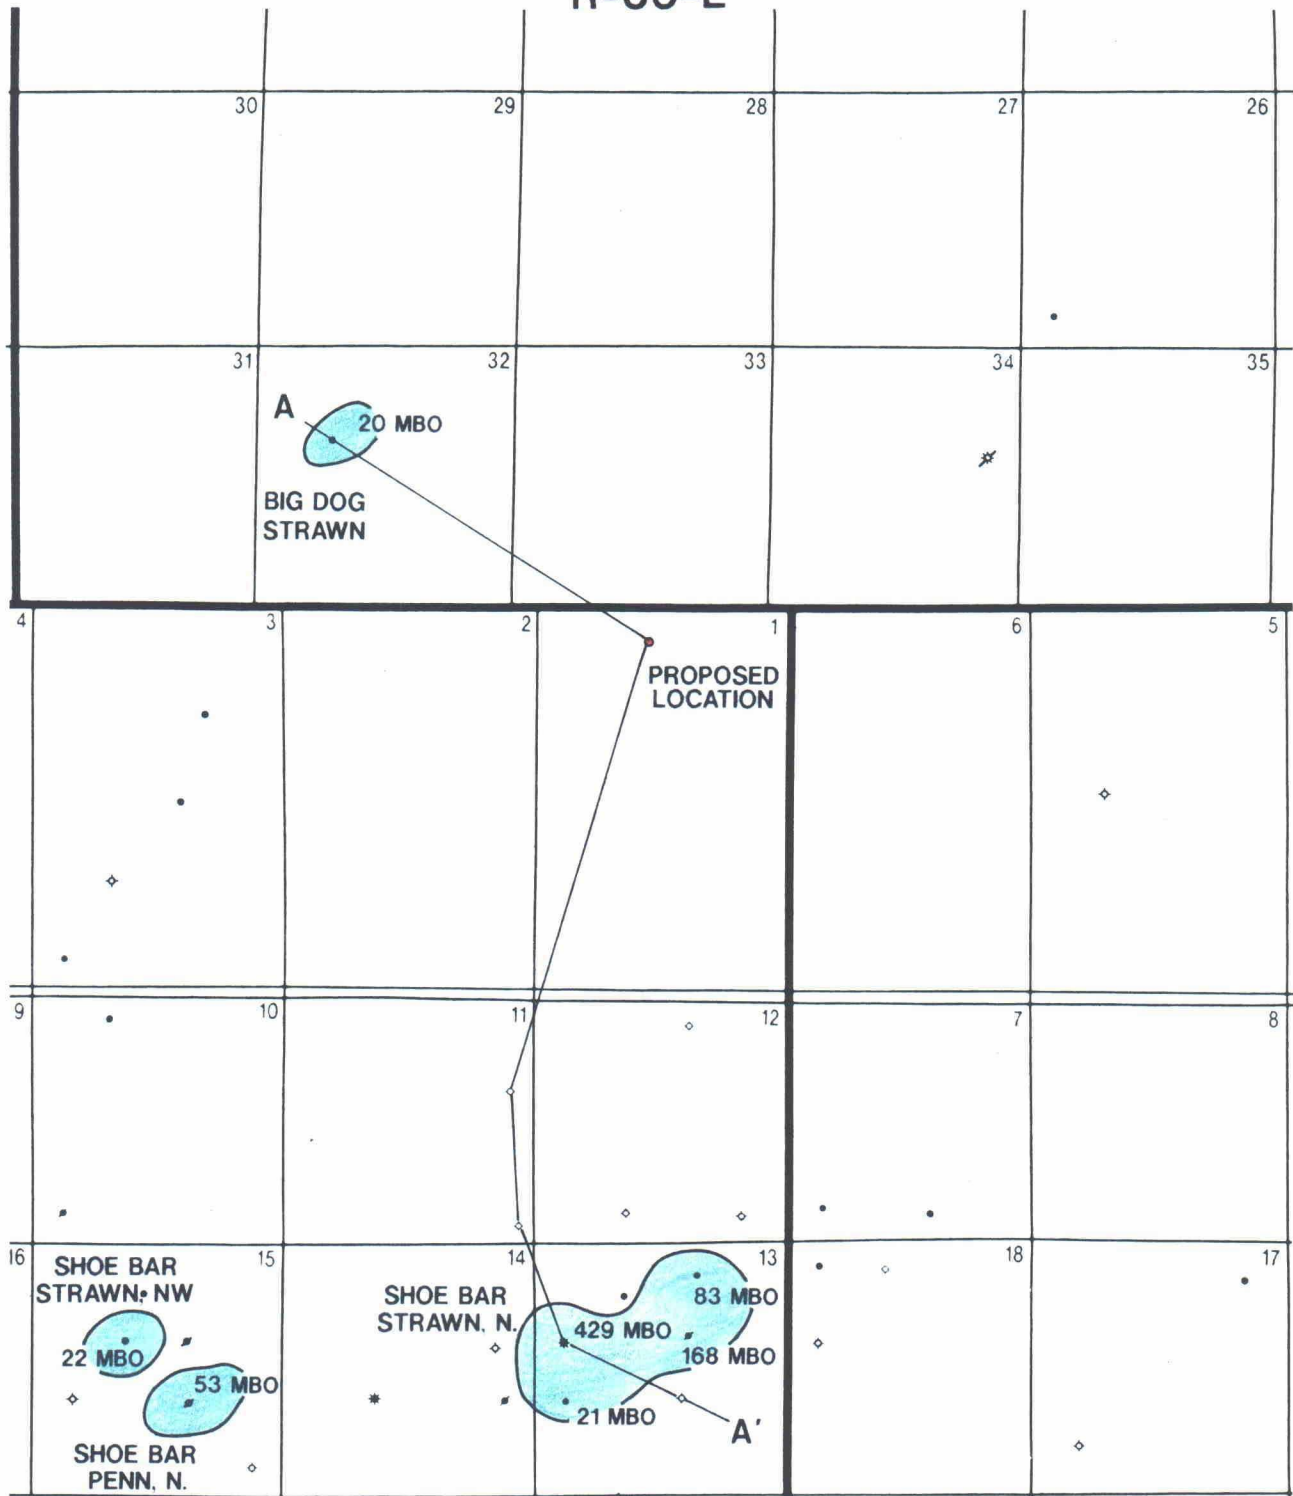 30 29 28 27 26
31 32 33 34 35
A
20 MBO
BIG DOG
STRAWN
4 3 2 1 6 5
PROPOSED
LOCATION
9 10 11 12 7 8
16 15 14 13 18 17
SHOE BAR
STRAWN, NW
22 MBO
53 MBO
SHOE BAR
PENN, N.
SHOE BAR
STRAWN, N.
83 MBO
429 MBO
168 MBO
21 MBO
A'